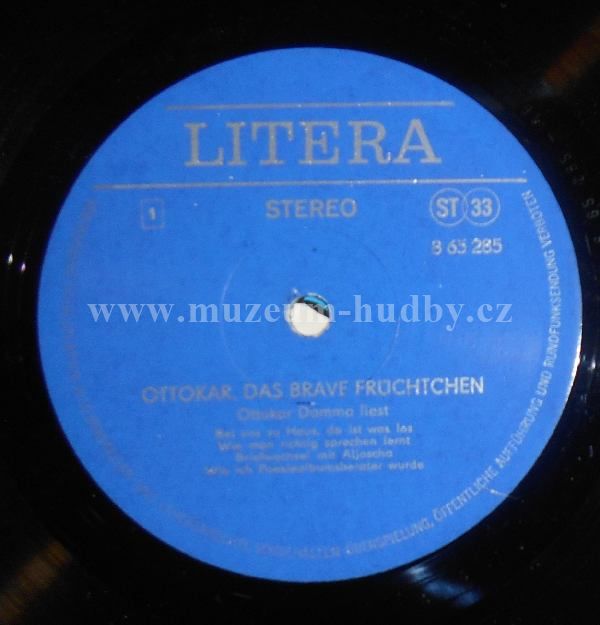 LITERA
1
STEREO
ST 33
8 65 285
www.muzeum-hudby.cz
OTTOKAR, DAS BRAVE FRÜCHTCHEN
Ottokar Domma liest
Bei uns zu Haus, da ist was los
Wie man richtig sprechen lernt
Briefwechsel mit Aljoscha
Wie ich Poesiealbumsberater wurde
VORBEHALTEN ÜBERSPIELUNG, ÖFFENTLICHE AUFFÜHRUNG UND RUNDFUNKSENDUNG VERBOTEN